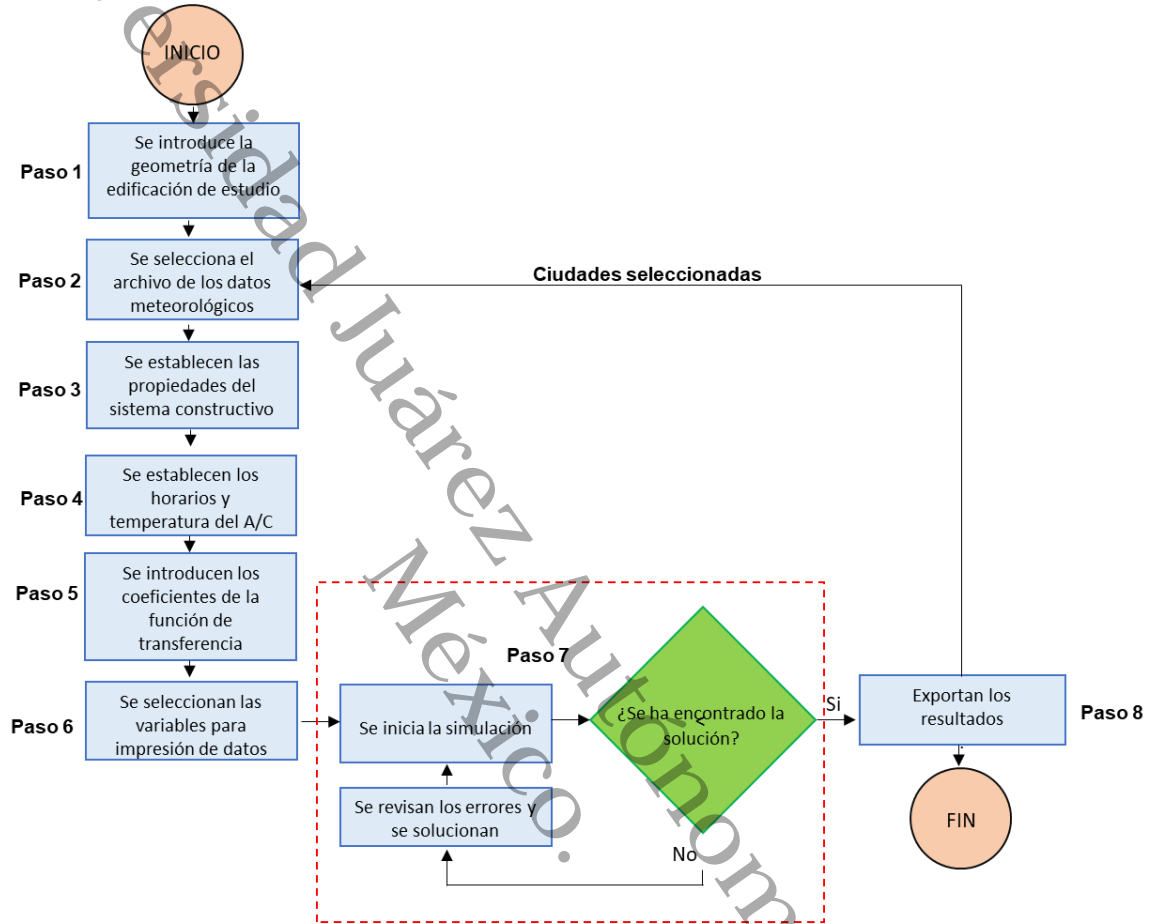 INICIO
Paso 1
Se introduce la
geometría de la
edificación de estudio
Paso 2
Se selecciona el
archivo de los datos
meteorológicos
Ciudades seleccionadas
Paso 3
Se establecen las
propiedades del
sistema constructivo
Paso 4
Se establecen los
horarios y
temperatura del A/C
Paso 5
Se introducen los
coeficientes de la
función de
transferencia
Paso 6
Se seleccionan las
variables para
impresión de datos
Paso 7
Se inicia la simulación
¿Se ha encontrado la
<
solución?
Si
No
Se revisan los errores y
se solucionan
Exportan los
resultados
Paso 8
FIN
ersidad Juárez Autónom
México.